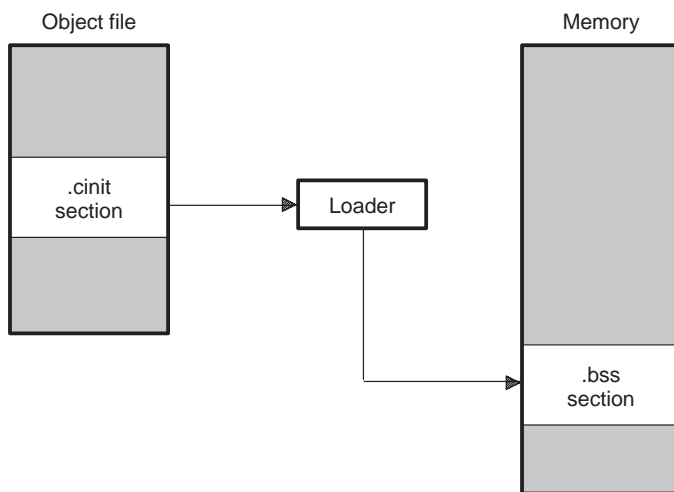 Object file
Memory
.cinit
section
Loader
.bss
section